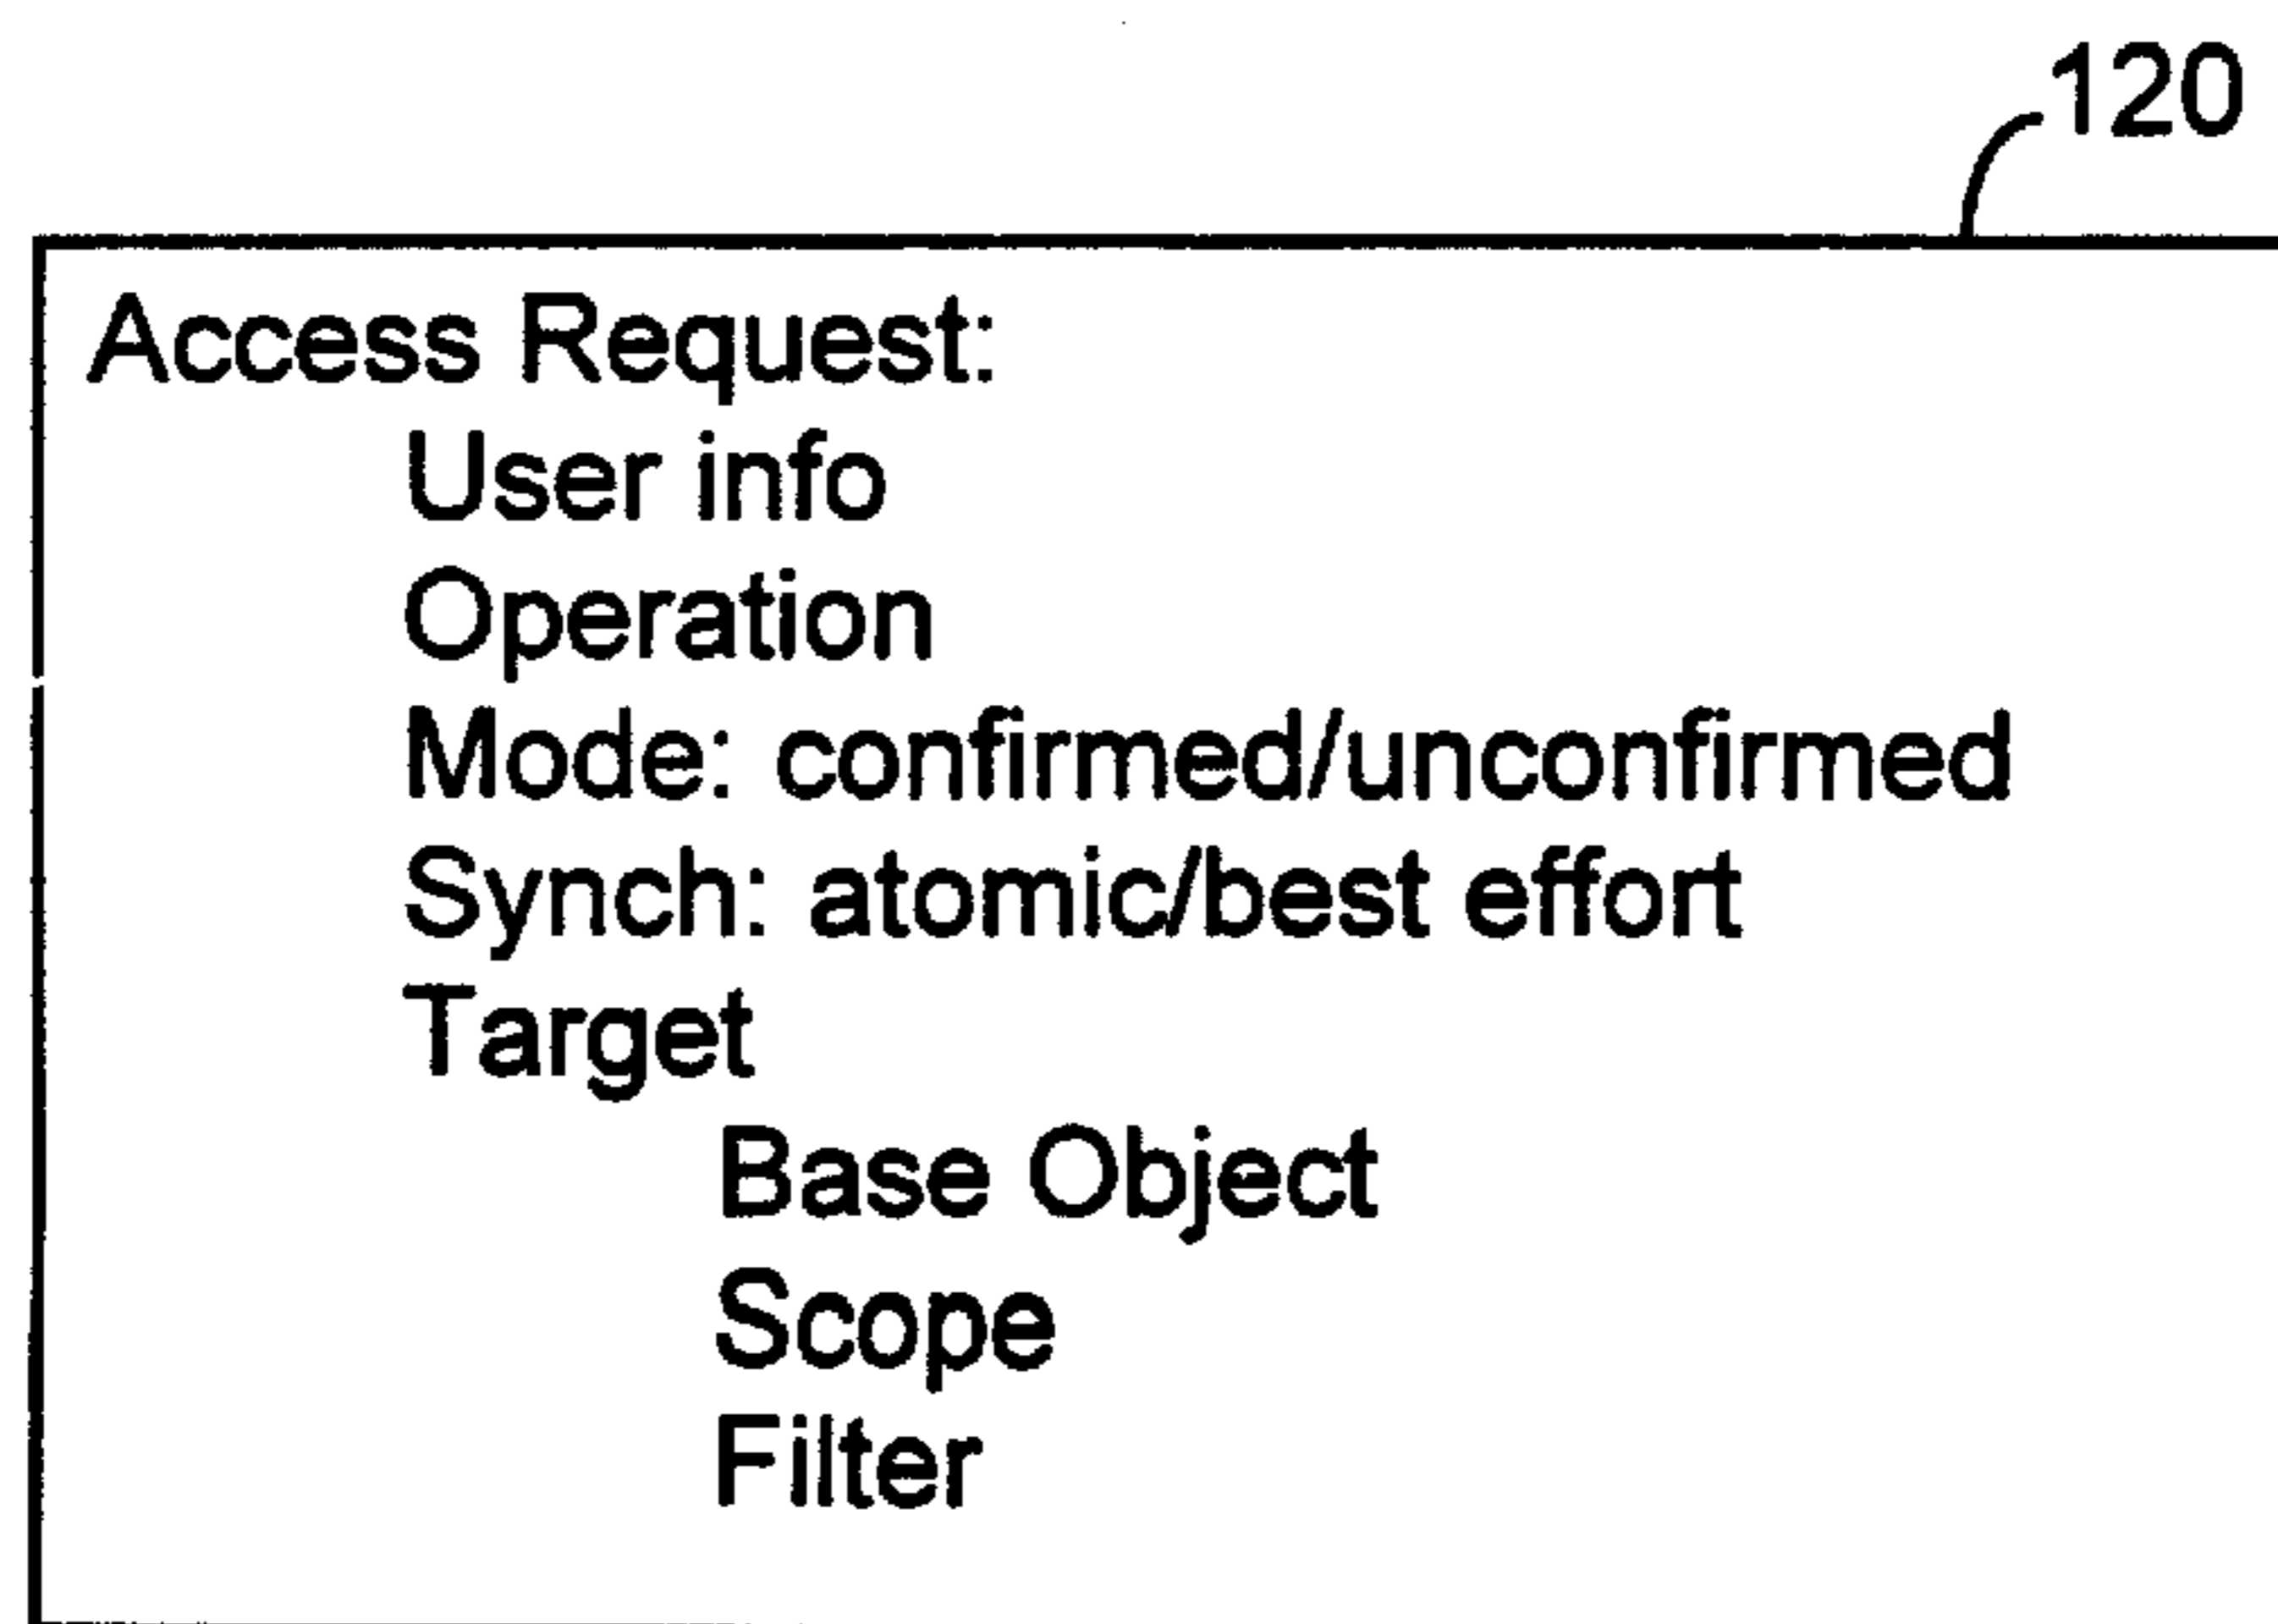 120
Access Request:
User info
Operation
Mode: confirmed/unconfirmed
Synch: atomic/best effort
Target
Base Object
Scope
Filter